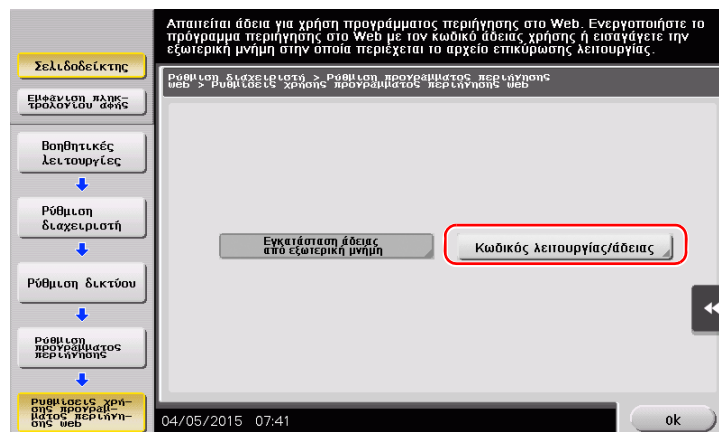 Απαιτείται άδεια για χρήση προγράμματος περιήγησης στο Web. Ενεργοποιήστε το
πρόγραμμα περιήγησης στο Web με τον κωδικό άδειας χρήσης ή εισαγάγετε την
εξωτερική μνήμη στην οποία περιέχεται το αρχείο επικύρωσης λειτουργίας.
Σελιδοδείκτης
Ρύθμιση διαχειριστή > Ρύθμιση προγράμματος περιήγησης
web > Ρυθμίσεις χρήσης προγράμματος περιήγησης web
Εμφάνιση πληκ-
τρολογίου αφής
Βοηθητικές
λειτουργίες
Ρύθμιση
διαχειριστή
Ρύθμιση δικτύου
Ρύθμιση
προγράμματος
περιήγησης
Ρυθμίσεις χρή-
σης προγράμ-
ματος περιήγη-
σης web
Εγκατάσταση άδειας
από εξωτερική μνήμη
Κωδικός λειτουργίας/άδειας
04/05/2015 07:41
ok